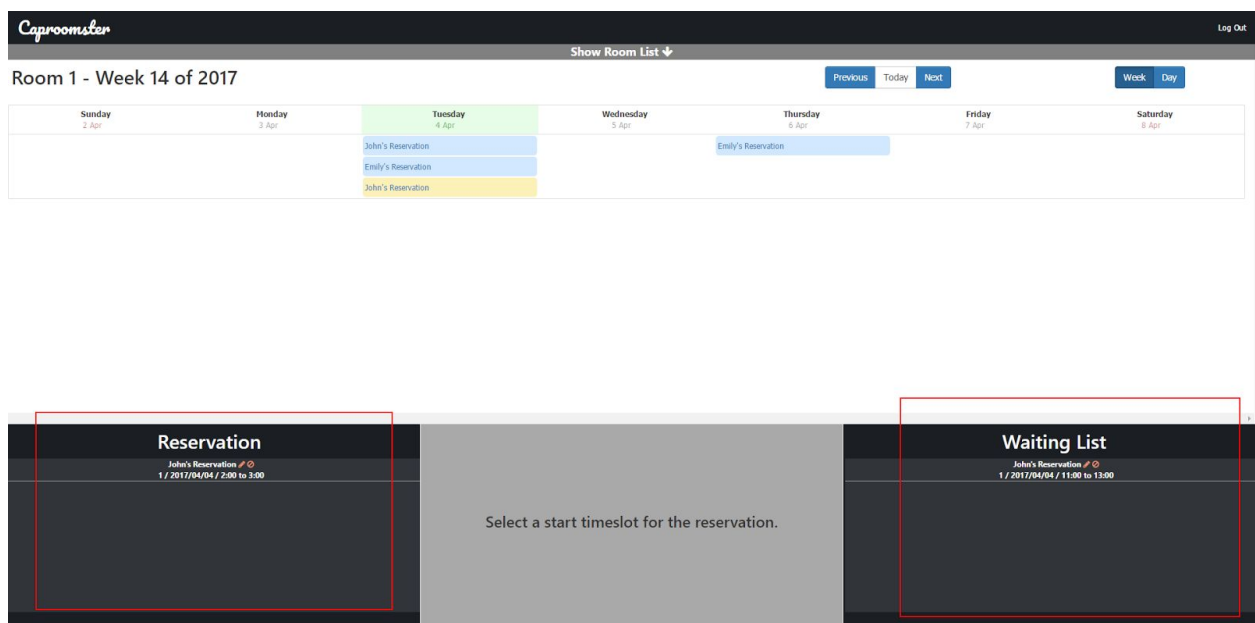 Caproomster
Log Out
Show Room List
Room 1 - Week 14 of 2017
Previous Today Next
Week Day
Sunday Monday Tuesday Wednesday Thursday Friday Saturday
2 Apr 3 Apr 4 Apr 5 Apr 6 Apr 7 Apr 8 Apr
John's Reservation Emily's Reservation
Emily's Reservation
John's Reservation
Reservation
John's Reservation
1 / 2017/04/04 / 2:00 to 3:00
Select a start timeslot for the reservation.
Waiting List
John's Reservation
1 / 2017/04/04 / 11:00 to 13:00